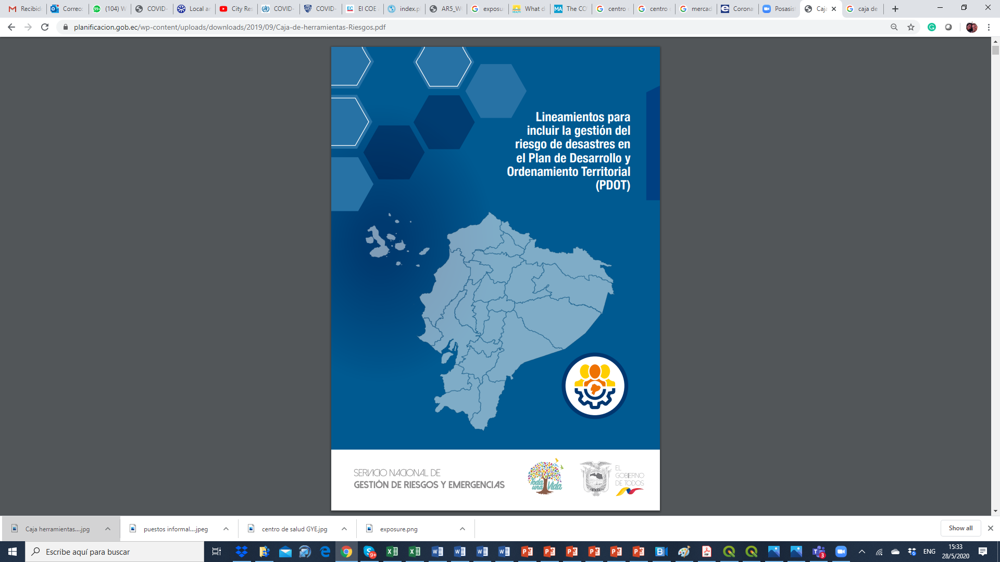 Recibid
Correo:
(104) W
COVID-
Local ar
City Res
COVID-
COVID-
El COE
index.p
AR5_W
exposu
What d
The CO
centro
centro
mercad
Corona
Posasis
Caja
caja de
planificacion.gob.ec/wp-content/uploads/downloads/2019/09/Caja-de-herramientas-Riesgos.pdf
Lineamientos para
incluir la gestión del
riesgo de desastres en
el Plan de Desarrollo y
Ordenamiento Territorial
(PDOT)
SERVICIO NACIONAL DE
GESTIÓN DE RIESGOS Y EMERGENCIAS
Toda
una Vida
EL
GOBIERNO
DE TODOS
Caja herramientas....jpg
puestos informal....jpeg
centro de salud GYE.jpg
exposure.png
Show all
Escribe aquí para buscar
9+
3
ENG
15:33
28/5/2020